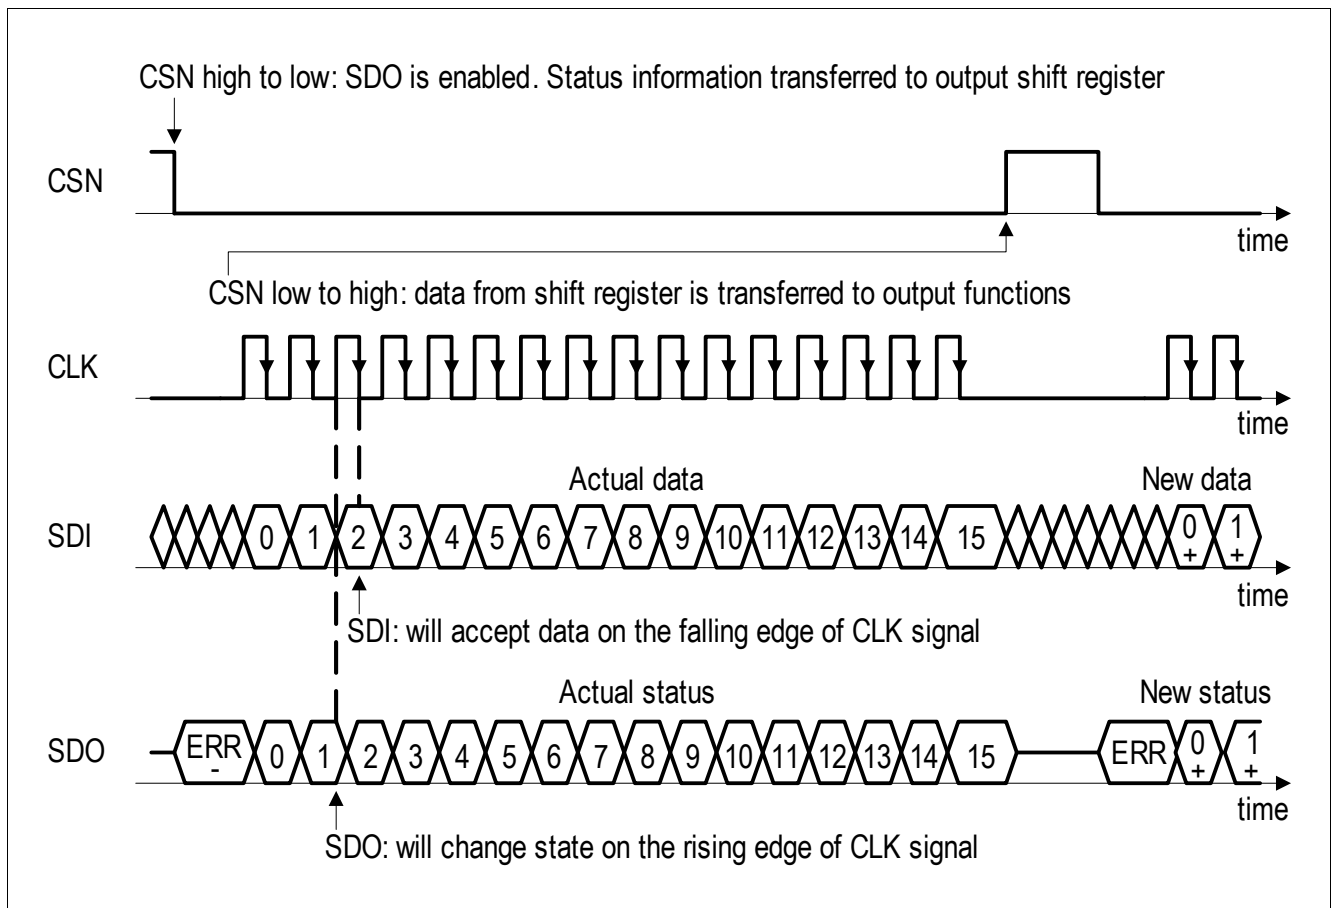 CSN high to low: SDO is enabled. Status information transferred to output shift register
CSN
time
CSN low to high: data from shift register is transferred to output functions
CLK
time
Actual data
New data
SDI
0 1 2 3 4 5 6 7 8 9 10 11 12 13 14 15 0 1
+ +
time
SDI: will accept data on the falling edge of CLK signal
Actual status
New status
SDO
ERR 0 1 2 3 4 5 6 7 8 9 10 11 12 13 14 15 ERR 0 1
- + +
time
SDO: will change state on the rising edge of CLK signal